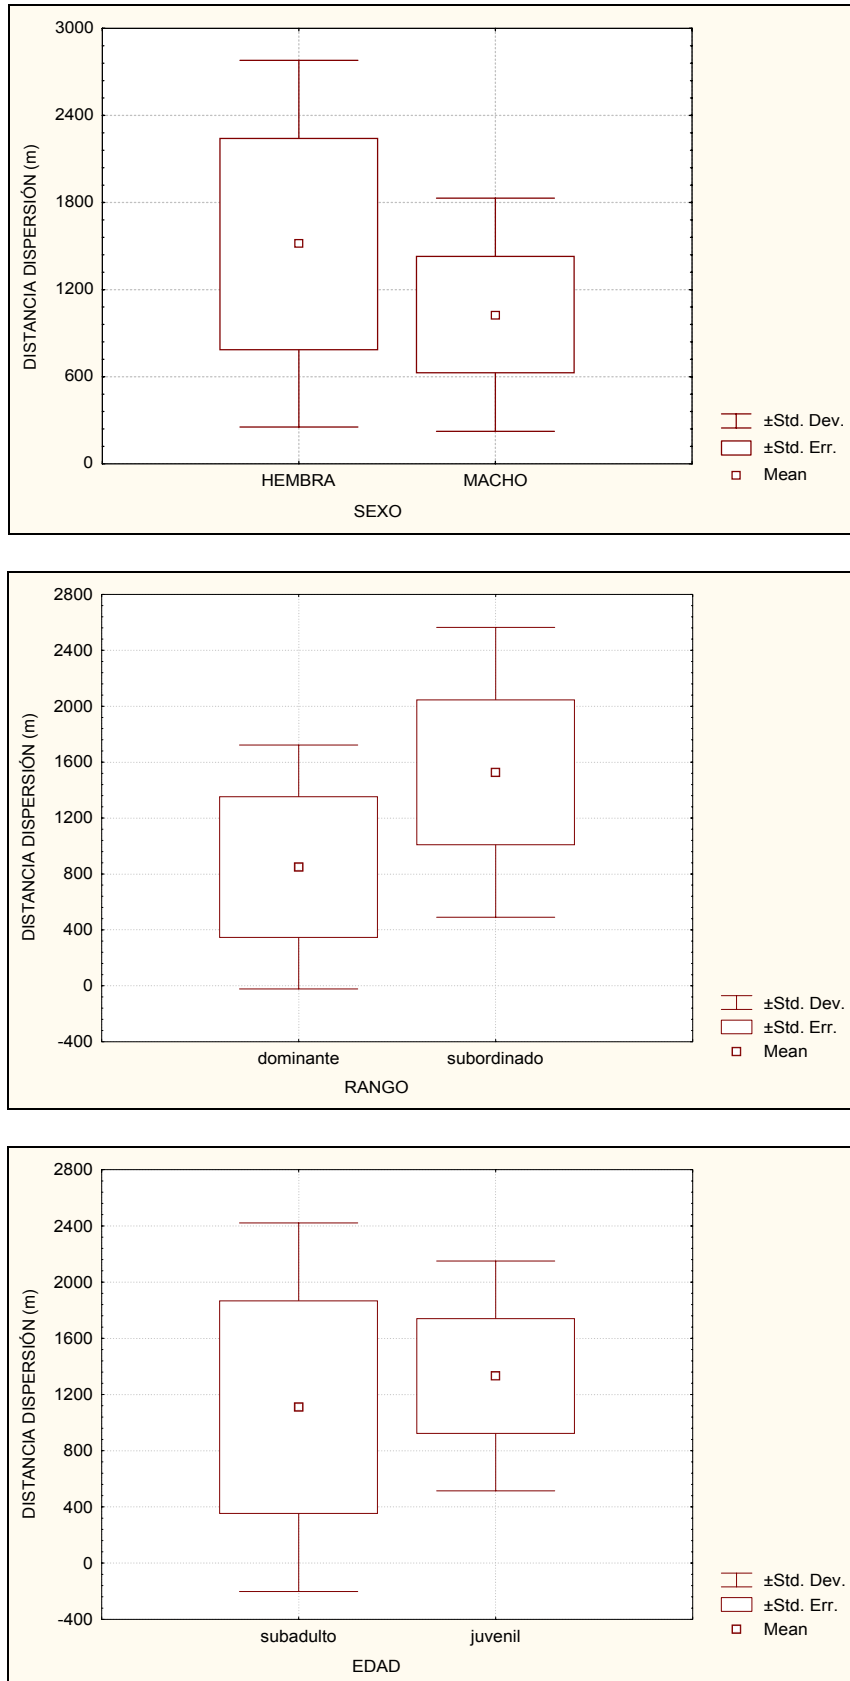 3000
2400
1800
1200
600
0
DISTANCIA DISPERSIÓN (m)
HEMBRA MACHO
SEXO
±Std. Dev.
±Std. Err.
Mean
2800
2400
2000
1600
1200
800
400
0
-400
DISTANCIA DISPERSIÓN (m)
dominante subordinado
RANGO
±Std. Dev.
±Std. Err.
Mean
2800
2400
2000
1600
1200
800
400
0
-400
DISTANCIA DISPERSIÓN (m)
subadulto juvenil
EDAD
±Std. Dev.
±Std. Err.
Mean